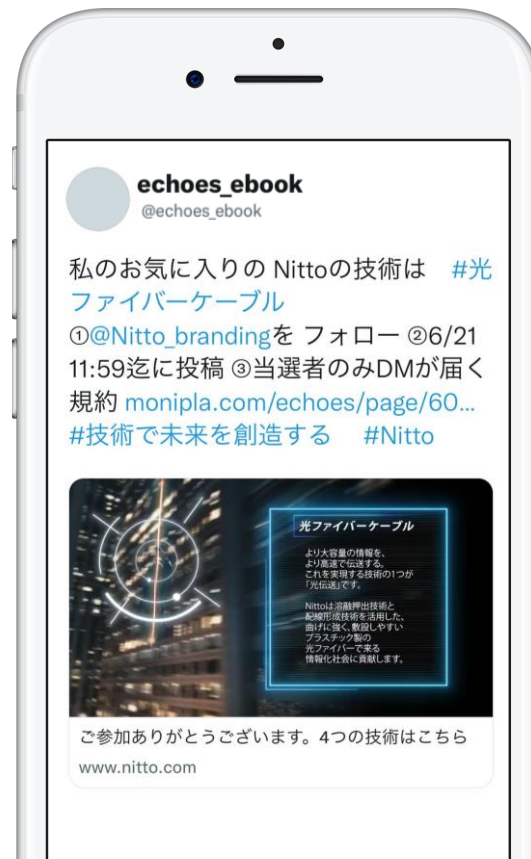 echoes_ebook
@echoes_ebook
私のお気に入りの Nittoの技術は　#光
ファイバーケーブル
①@Nitto_brandingを フォロー ②6/21
11:59迄に投稿 ③当選者のみDMが届く
規約 monipla.com/echoes/page/60...
#技術で未来を創造する　#Nitto
光ファイバーケーブル
より大容量の情報を、
より高速で伝送する。
これを実現する技術の1つが
「光伝送」です。
Nittoは溶融押出技術と
配線形成技術を活用した、
曲げに強く、敷設しやすい
プラスチック製の
光ファイバーで来る
情報化社会に貢献します。
ご参加ありがとうございます。4つの技術はこちら
www.nitto.com